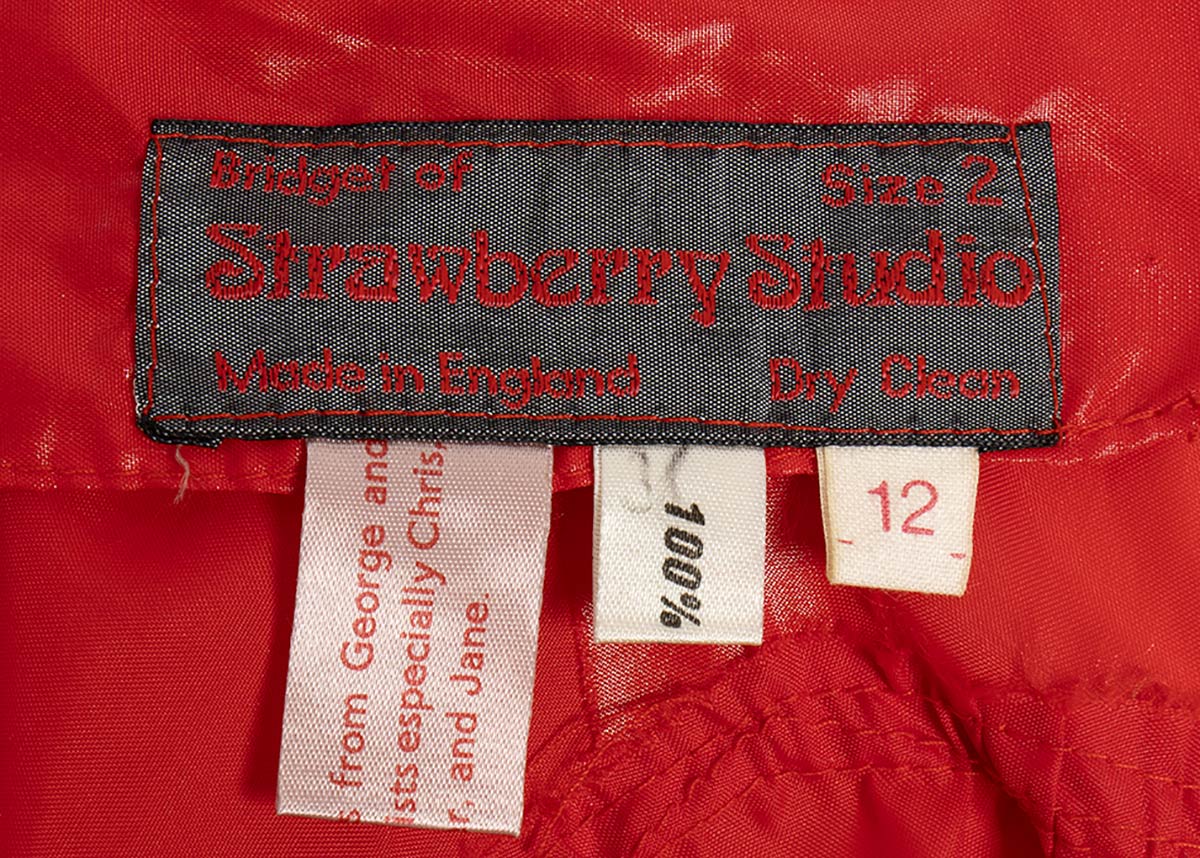 Bridget of Size 2
Strawberry Studio
Made in England Dry Clean
from George and
ists especially Chris,
, and Jane.
100%
12